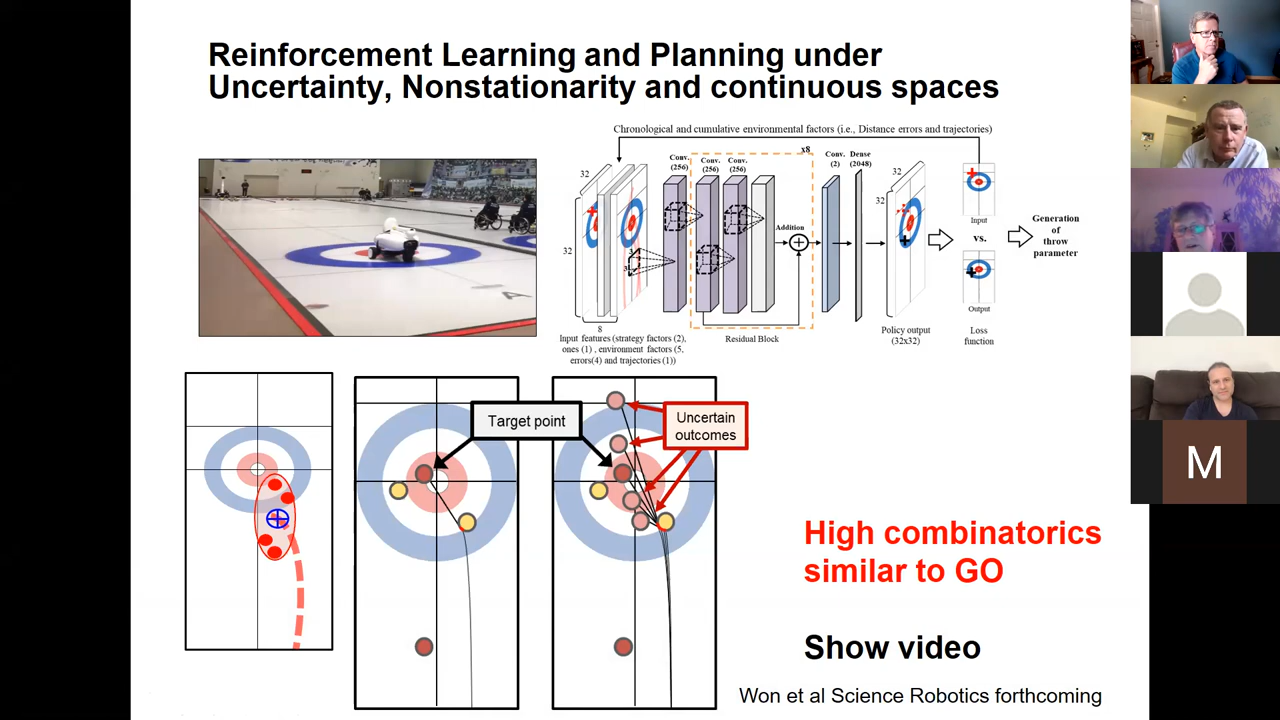 Reinforcement Learning and Planning under
Uncertainty, Nonstationarity and continuous spaces
Chronological and cumulative environmental factors (i.e., Distance errors and trajectories)
32
32
8
Input features (strategy factors (2),
ones (1) , environment factors (5,
errors(4) and trajectories (1))
Conv.
(256)
Conv.
(256)
Conv.
(256)
x8
Addition
Residual Block
Conv.
(2)
Dense
(2048)
32
32
Policy output
(32x32)
Input
vs.
Output
Loss
function
Generation
of
throw
parameter
A
Target point
Uncertain
outcomes
High combinatorics
similar to GO
Show video
Won et al Science Robotics forthcoming
M